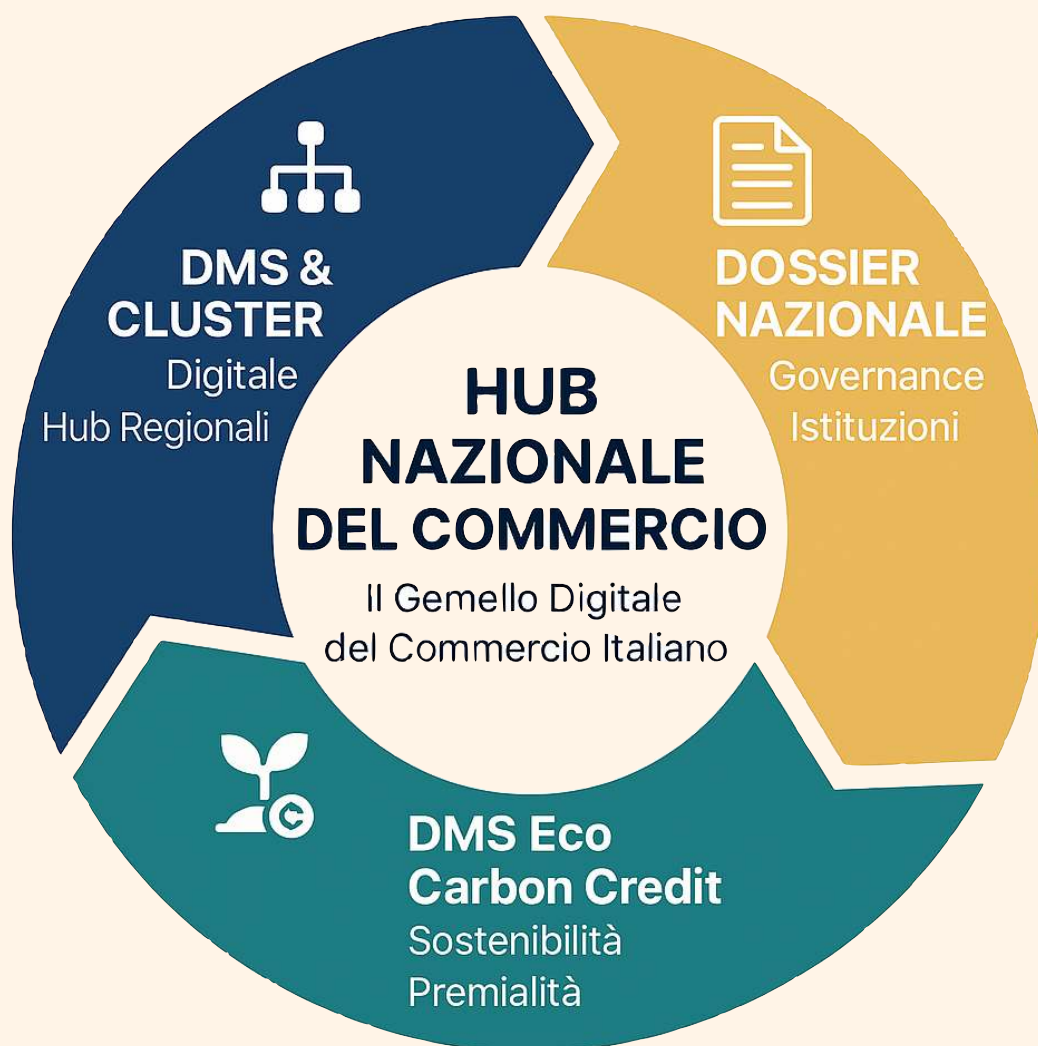 DMS &
CLUSTER
Digitale
Hub Regionali
DOSSIER
NAZIONALE
Governance
Istituzioni
HUB
NAZIONALE
DEL COMMERCIO
Il Gemello Digitale
del Commercio Italiano
DMS Eco
Carbon Credit
Sostenibilità
Premialità